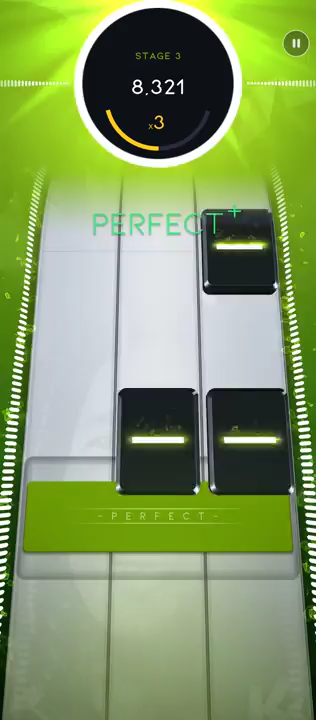 STAGE 3
8,321
x3
PERFECT+
- PERFECT -